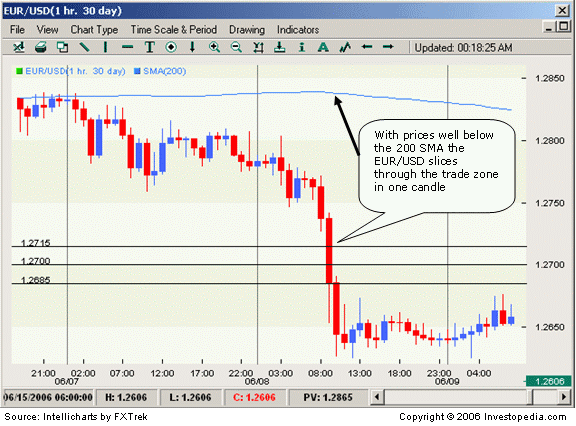 EUR/USD(1 hr. 30 day)
File View Chart Type Time Scale & Period Drawing Indicators
Updated: 00:18:25 AM
EUR/USD(1 hr. 30 day) SMA(200)
1.2850
With prices well below
the 200 SMA the
EUR/USD slices
through the trade zone
in one candle
1.2800
1.2750
1.2715
1.2700 1.2700
1.2685
1.2650
21:00 02:00 07:00 12:00 17:00 22:00 03:00 08:00 13:00 18:00 23:00 04:00
06/07 06/08 06/09
1.2606
06/15/2006 06:00:00 H: 1.2606 L: 1.2606 C: 1.2606 PV: 1.2865
Source: Intellicharts by FXTrek Copyright © 2006 Investopedia.com